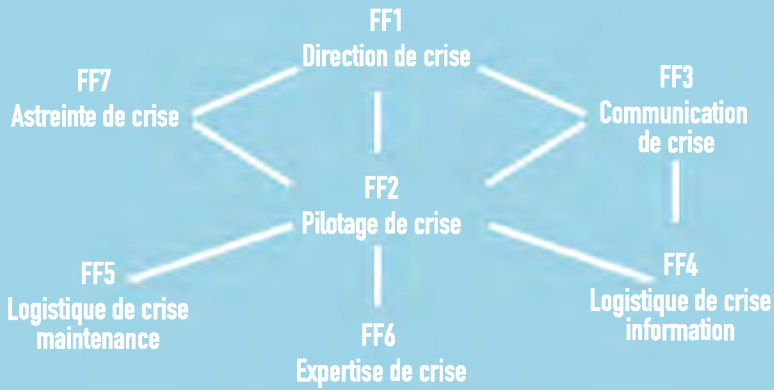 FF1
Direction de crise
FF7
Astreinte de crise
FF3
Communication
de crise
FF2
Pilotage de crise
FF5
Logistique de crise
maintenance
FF4
Logistique de crise
information
FF6
Expertise de crise